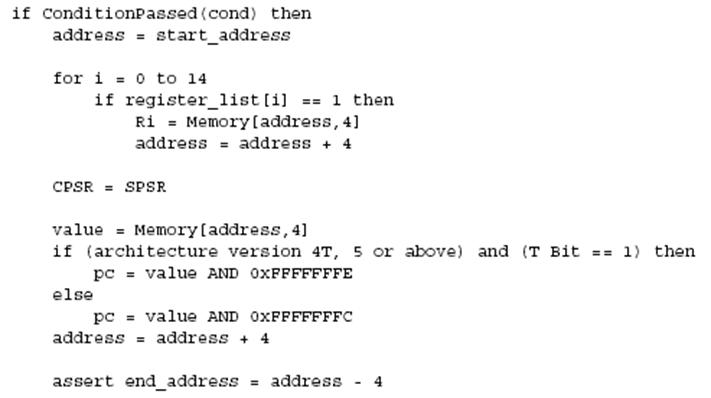 if ConditionPassed(cond) then
address = start_address
for i = 0 to 14
if register_list[i] == 1 then
Ri = Memory[address,4]
address = address + 4
CPSR = SPSR
value = Memory[address,4]
if (architecture version 4T, 5 or above) and (T Bit == 1) then
pc = value AND 0xFFFFFFFE
else
pc = value AND 0xFFFFFFFC
address = address + 4
assert end_address = address - 4